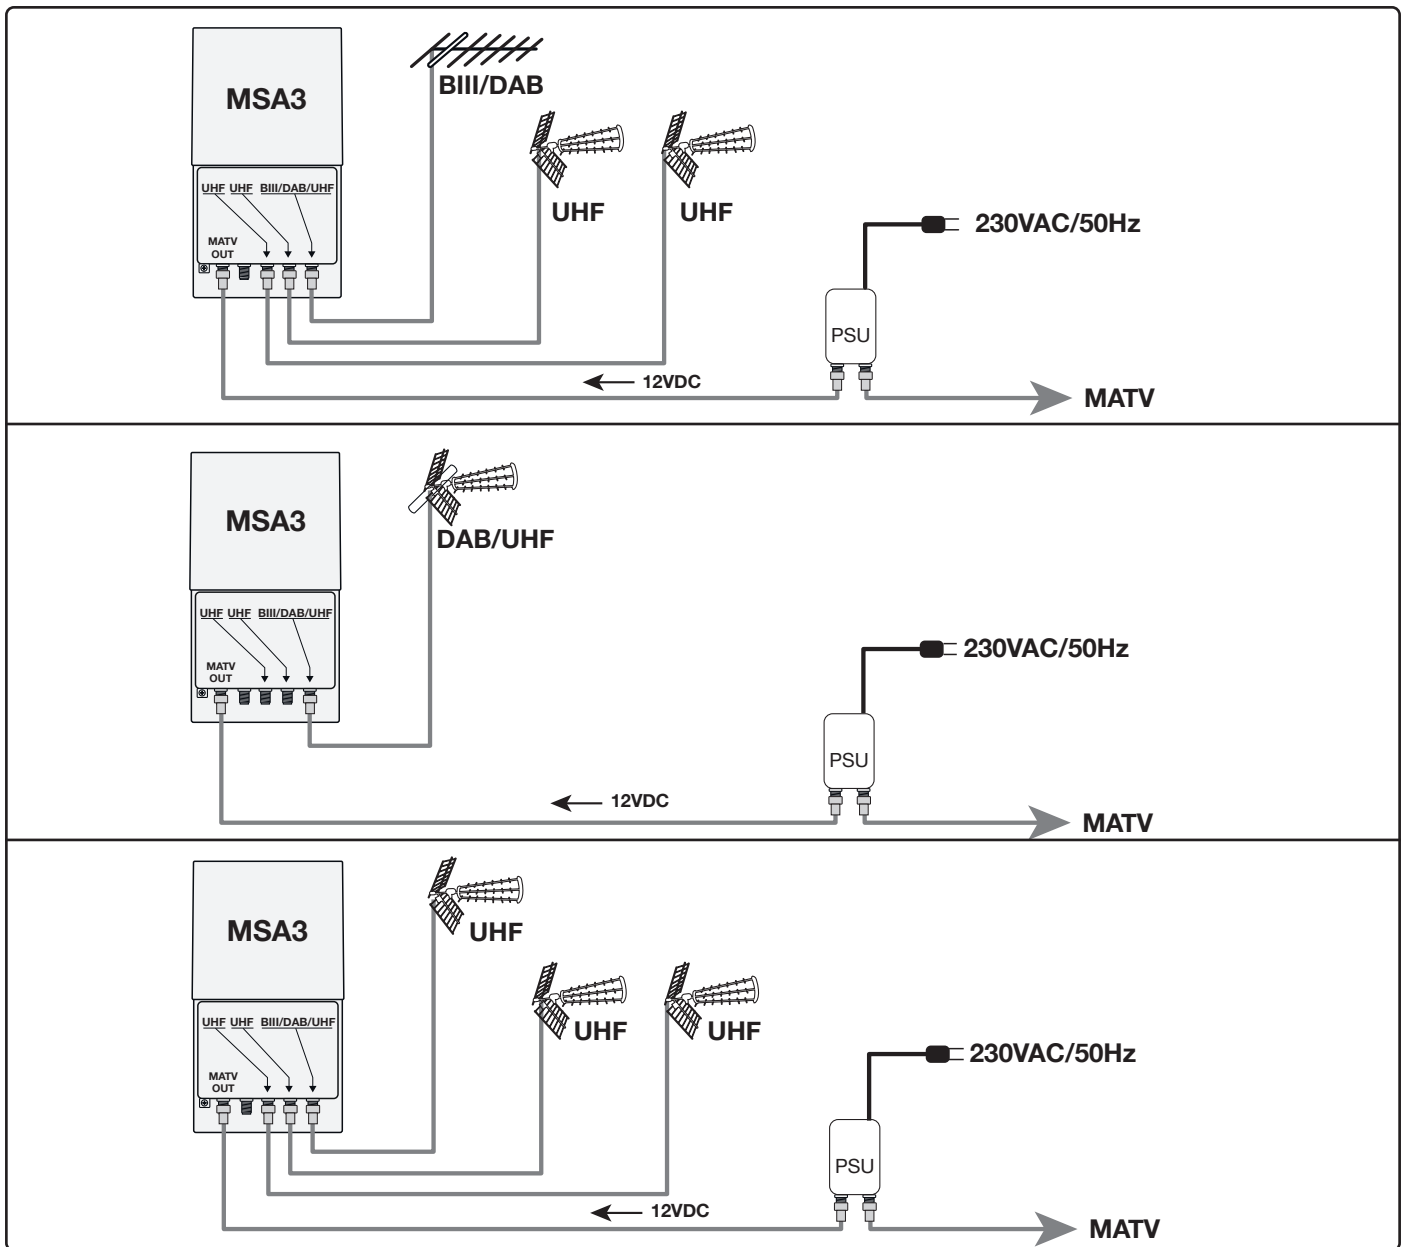 MSA3
BIII/DAB
UHF UHF BIII/DAB/UHF
UHF
UHF
230VAC/50Hz
MATV
OUT
PSU
12VDC
MATV
MSA3
DAB/UHF
UHF UHF BIII/DAB/UHF
230VAC/50Hz
MATV
OUT
PSU
12VDC
MATV
MSA3
UHF
UHF UHF BIII/DAB/UHF
UHF
UHF
230VAC/50Hz
MATV
OUT
PSU
12VDC
MATV